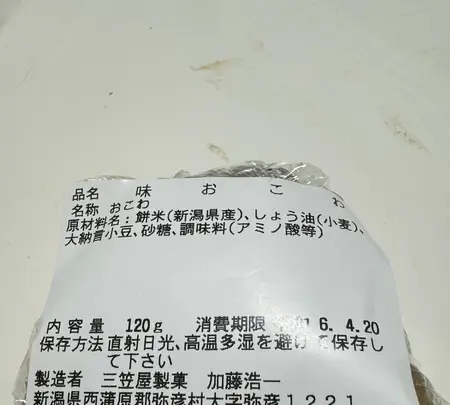 品名 味おこわ
名称 おこわ
原材料名:餅米(新潟県産)、しょう油(小麦)、
大納言小豆、砂糖、調味料(アミノ酸等)
内容量 120g 消費期限 6. 4.20
保存方法 直射日光、高温多湿を避けて保存し
て下さい
製造者 三笠屋製菓 加藤浩一
新潟県西蒲原郡弥彦村大字弥彦1221